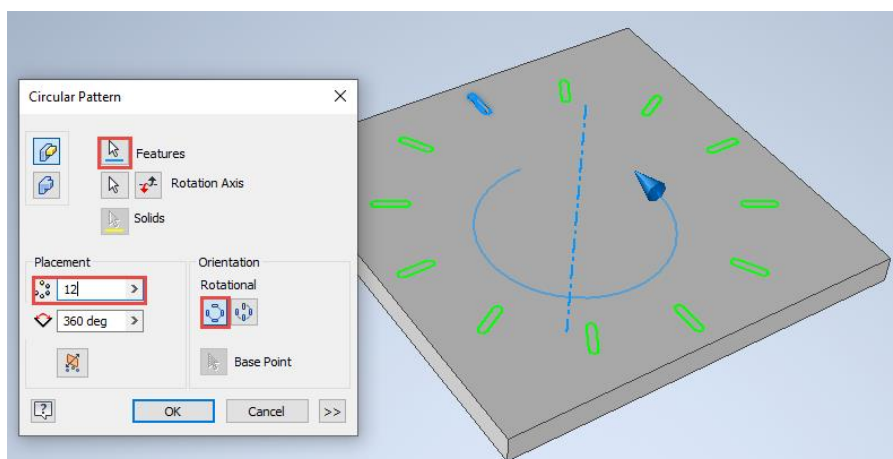 Circular Pattern
Features
Rotation Axis
Solids
Placement
Orientation
12
Rotational
360 deg
Base Point
?
OK
Cancel
>>